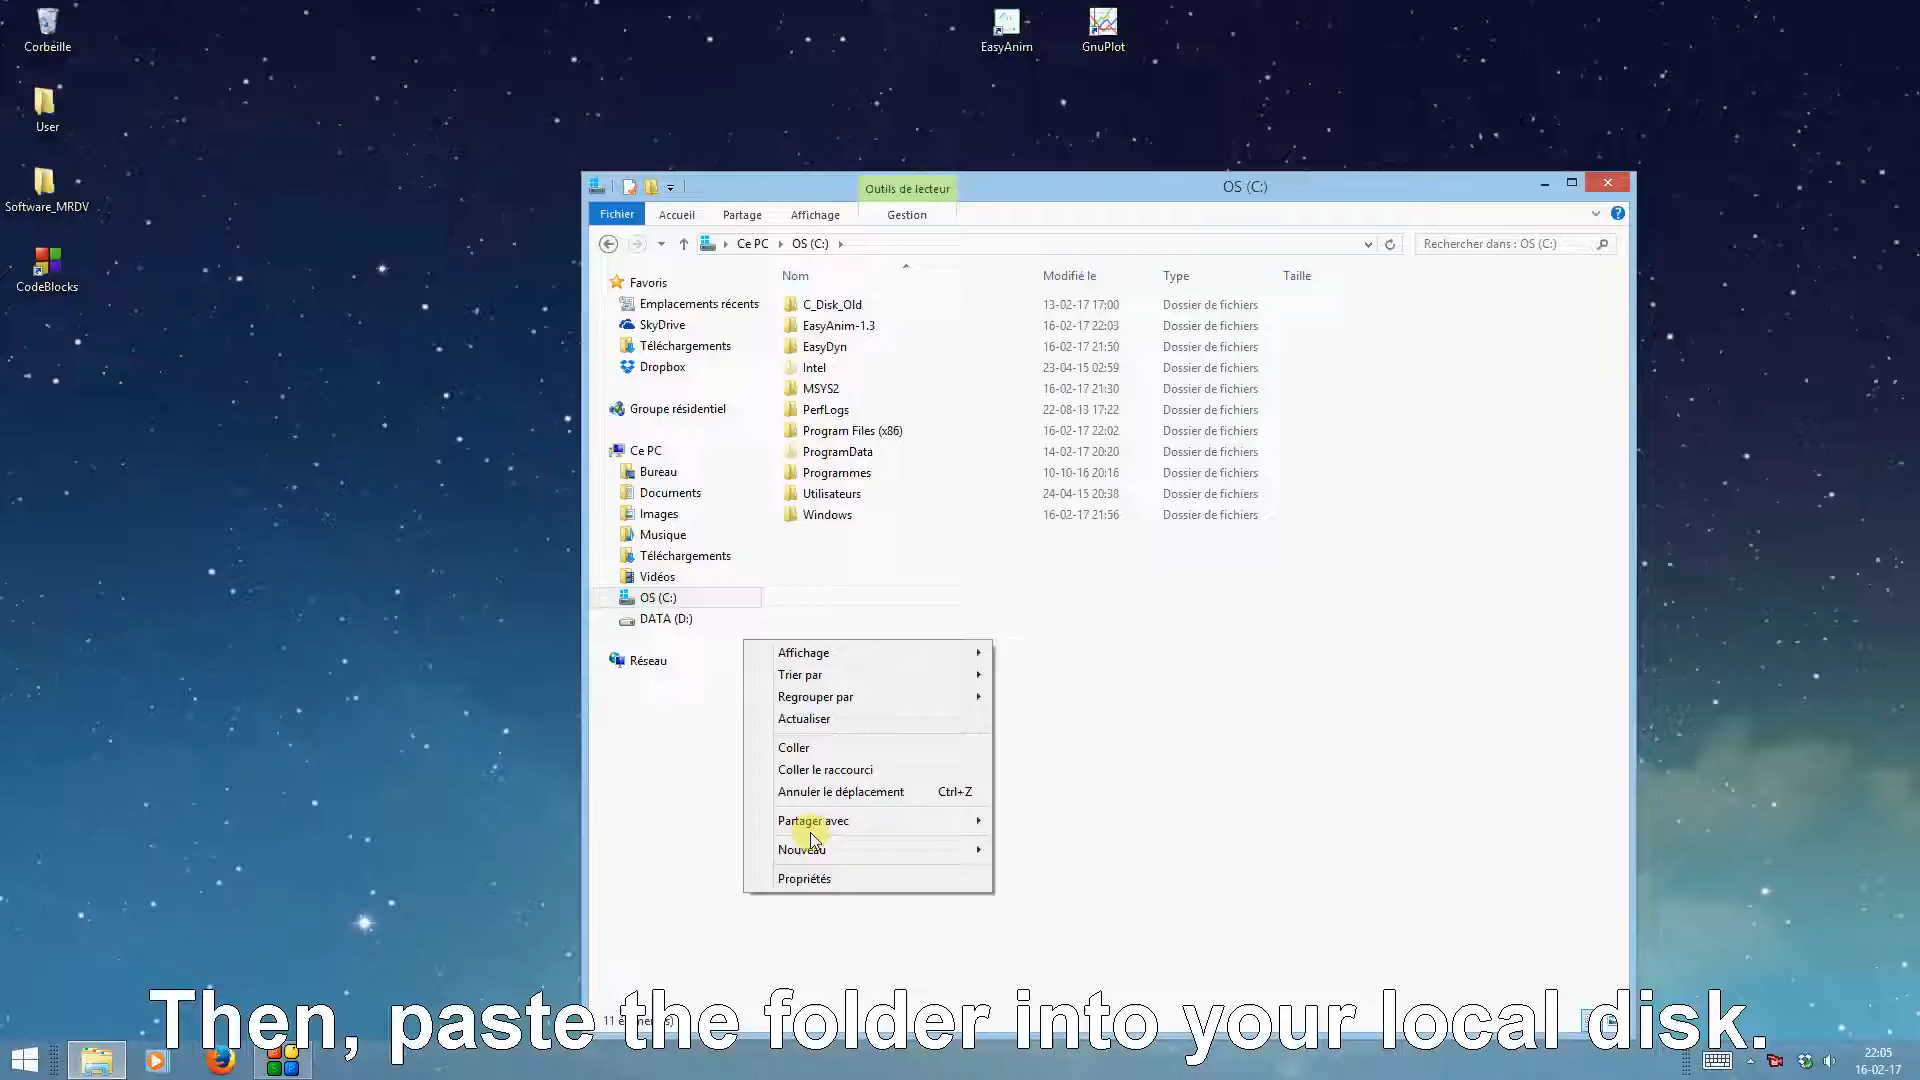 Corbeille
User
Software_MRDV
CodeBlocks
EasyAnim
GnuPlot
Outils de lecteur
OS (C:)
Fichier
Accueil
Partage
Affichage
Gestion
Ce PC
OS (C:)
Rechercher dans : OS (C:)
Favoris
Emplacements récents
SkyDrive
Téléchargements
Dropbox
Groupe résidentiel
Ce PC
Bureau
Documents
Images
Musique
Téléchargements
Vidéos
OS (C:)
DATA (D:)
Réseau
Nom Modifié le Type Taille
C_Disk_Old 13-02-17 17:00 Dossier de fichiers
EasyAnim-1.3 16-02-17 22:03 Dossier de fichiers
EasyDyn 16-02-17 21:50 Dossier de fichiers
Intel 23-04-15 02:59 Dossier de fichiers
MSYS2 16-02-17 21:30 Dossier de fichiers
PerfLogs 22-08-13 17:22 Dossier de fichiers
Program Files (x86) 16-02-17 22:02 Dossier de fichiers
ProgramData 14-02-17 20:20 Dossier de fichiers
Programmes 10-10-16 20:16 Dossier de fichiers
Utilisateurs 24-04-15 20:38 Dossier de fichiers
Windows 16-02-17 21:56 Dossier de fichiers
Affichage
Trier par
Regrouper par
Actualiser
Coller
Coller le raccourci
Annuler le déplacement Ctrl+Z
Partager avec
Nouveau
Propriétés
Then, paste the folder into your local disk.
22:05
16-02-17